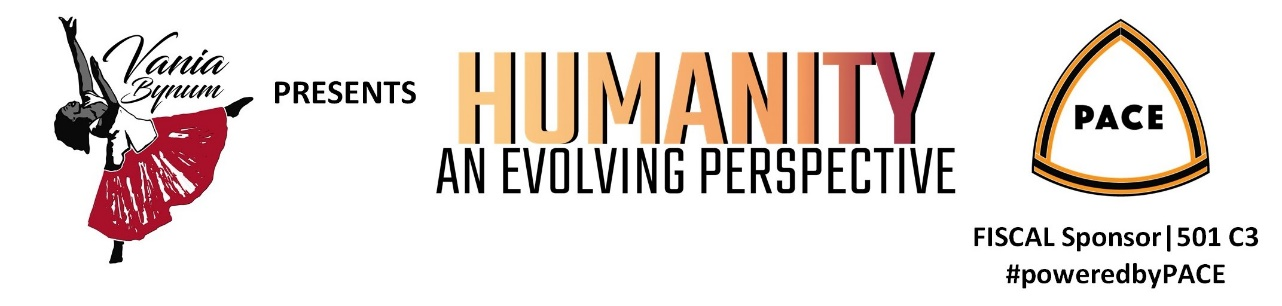 Vania
Bynum
PRESENTS
HUMANITY
AN EVOLVING PERSPECTIVE
PACE
FISCAL Sponsor|501 C3
#poweredbyPACE